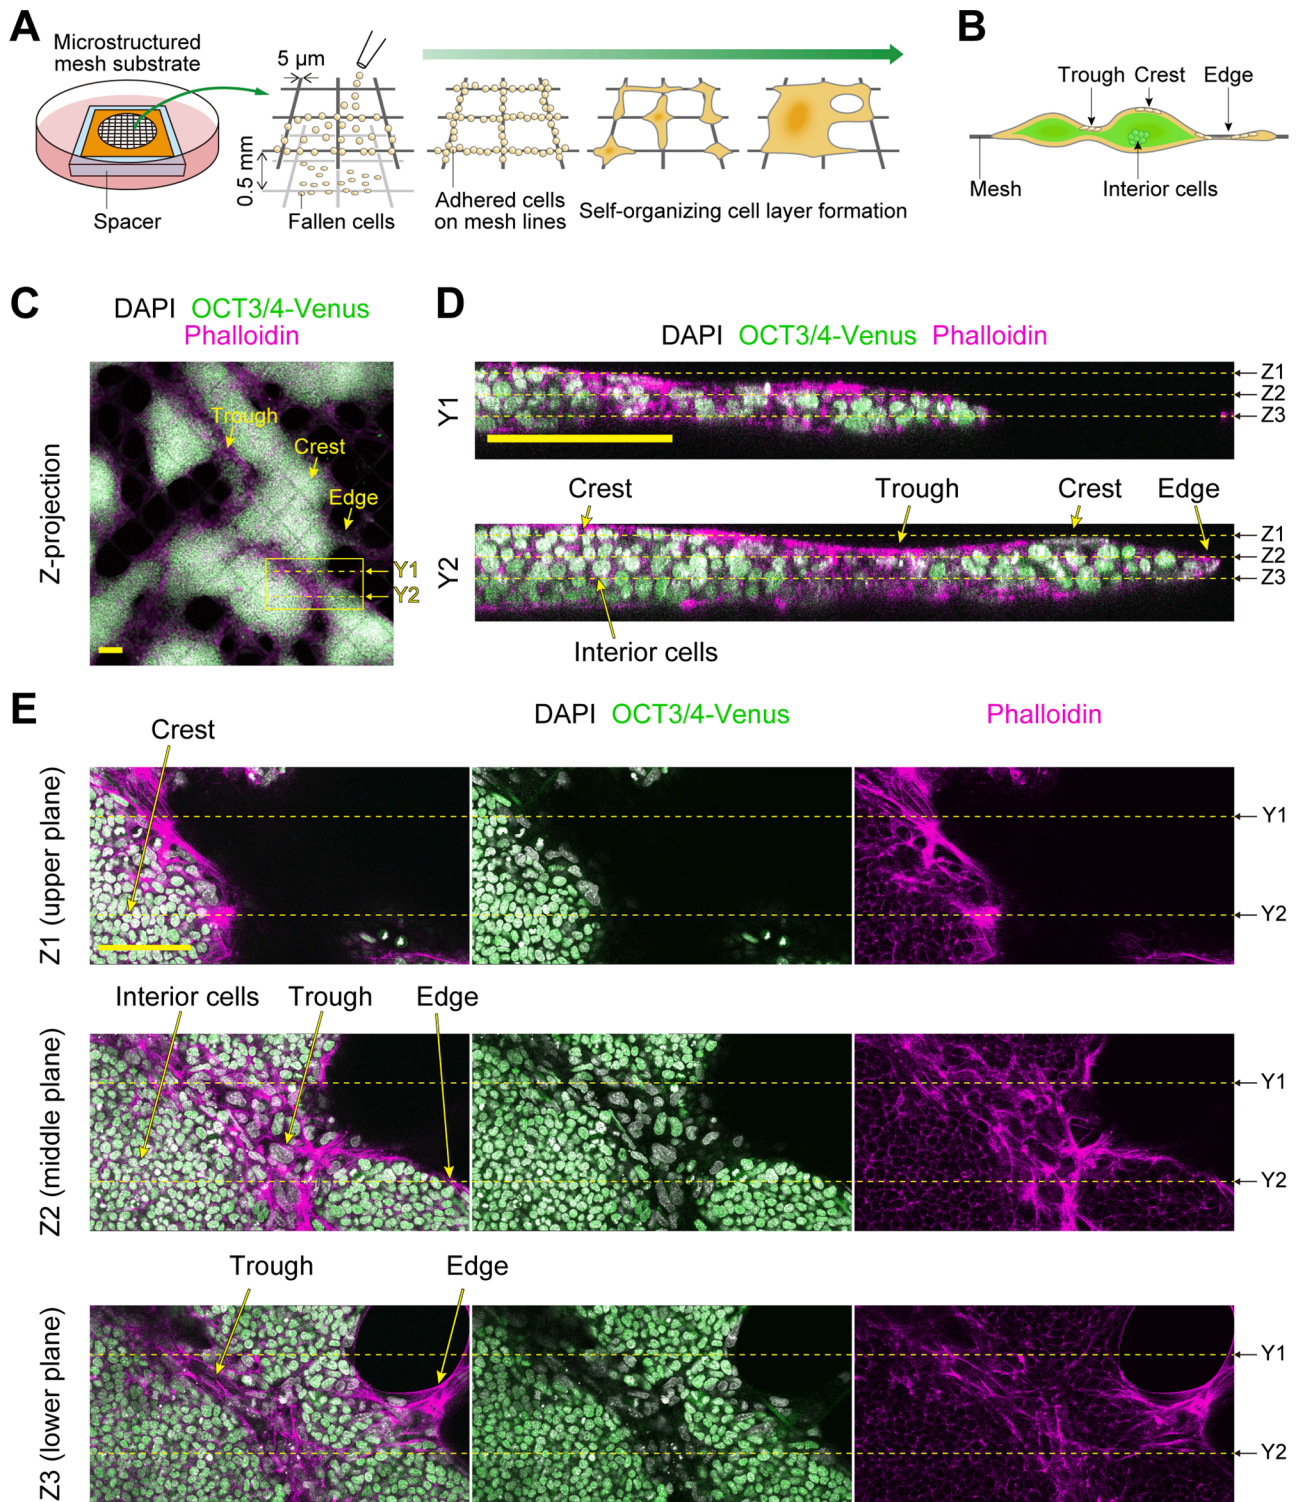 A
Microstructured
mesh substrate
Spacer
5 µm
0.5 mm
Fallen cells
Adhered cells
on mesh lines
Self-organizing cell layer formation
B
Trough Crest Edge
Mesh
Interior cells
C
DAPI OCT3/4-Venus
Phalloidin
Z-projection
Trough
Crest
Edge
Y1
Y2
D
DAPI OCT3/4-Venus Phalloidin
Y1
Z1
Z2
Z3
Crest
Trough
Crest
Edge
Y2
Z1
Z2
Z3
Interior cells
E
DAPI OCT3/4-Venus
Phalloidin
Crest
Z1 (upper plane)
Y1
Y2
Interior cells
Trough
Edge
Z2 (middle plane)
Y1
Y2
Trough
Edge
Z3 (lower plane)
Y1
Y2